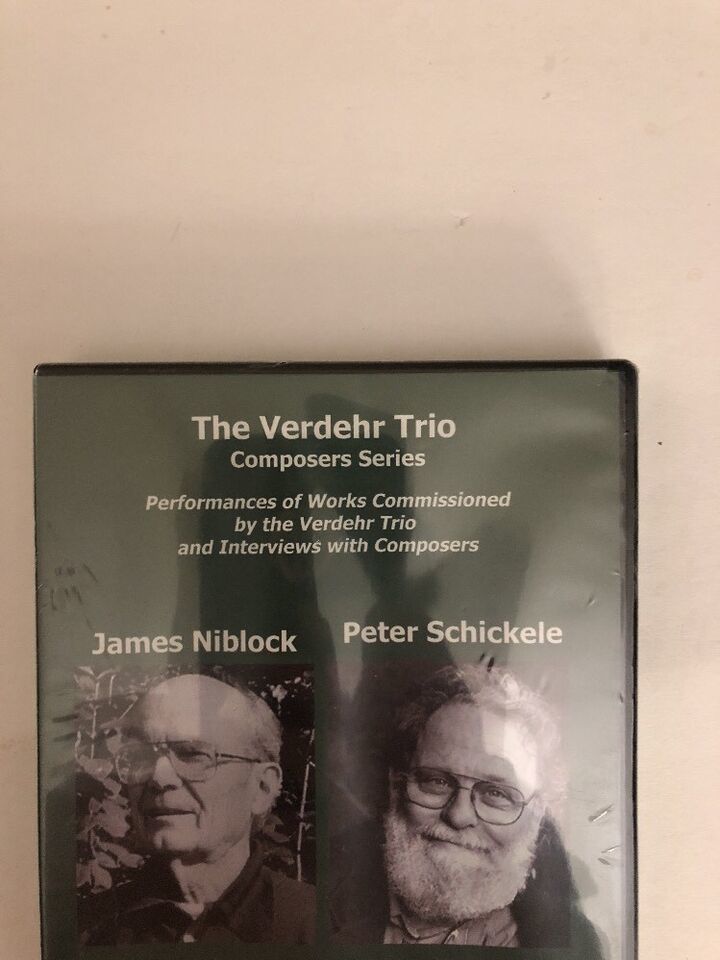 The Verdehr Trio
Composers Series
Performances of Works Commissioned
by the Verdehr Trio
and Interviews with Composers
James Niblock
Peter Schickele